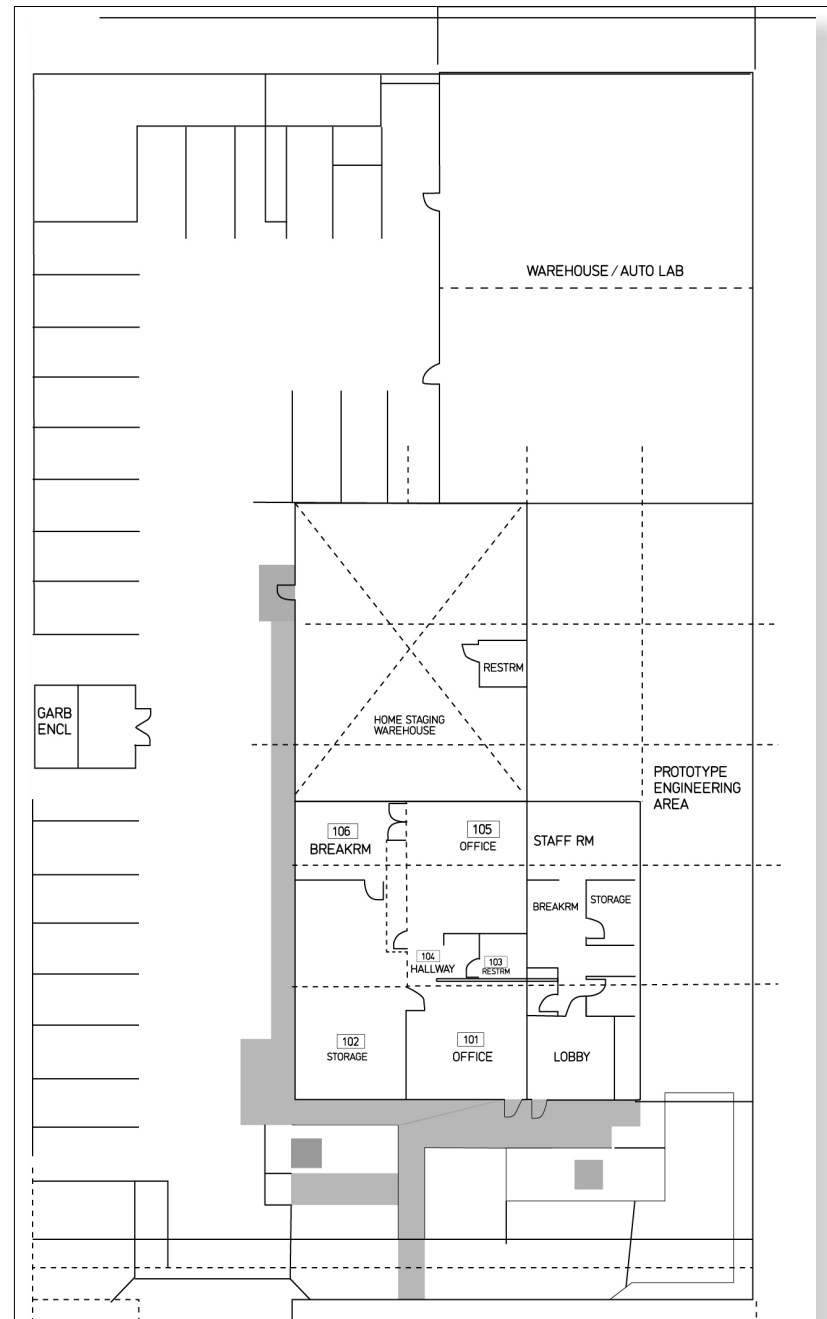 WAREHOUSE / AUTO LAB
RESTRM
HOME STAGING
WAREHOUSE
GARB
ENCL
PROTOTYPE
ENGINEERING
AREA
106
BREAKRM
105
OFFICE
STAFF RM
BREAKRM
STORAGE
104
HALLWAY
103
RESTRM
102
STORAGE
101
OFFICE
LOBBY